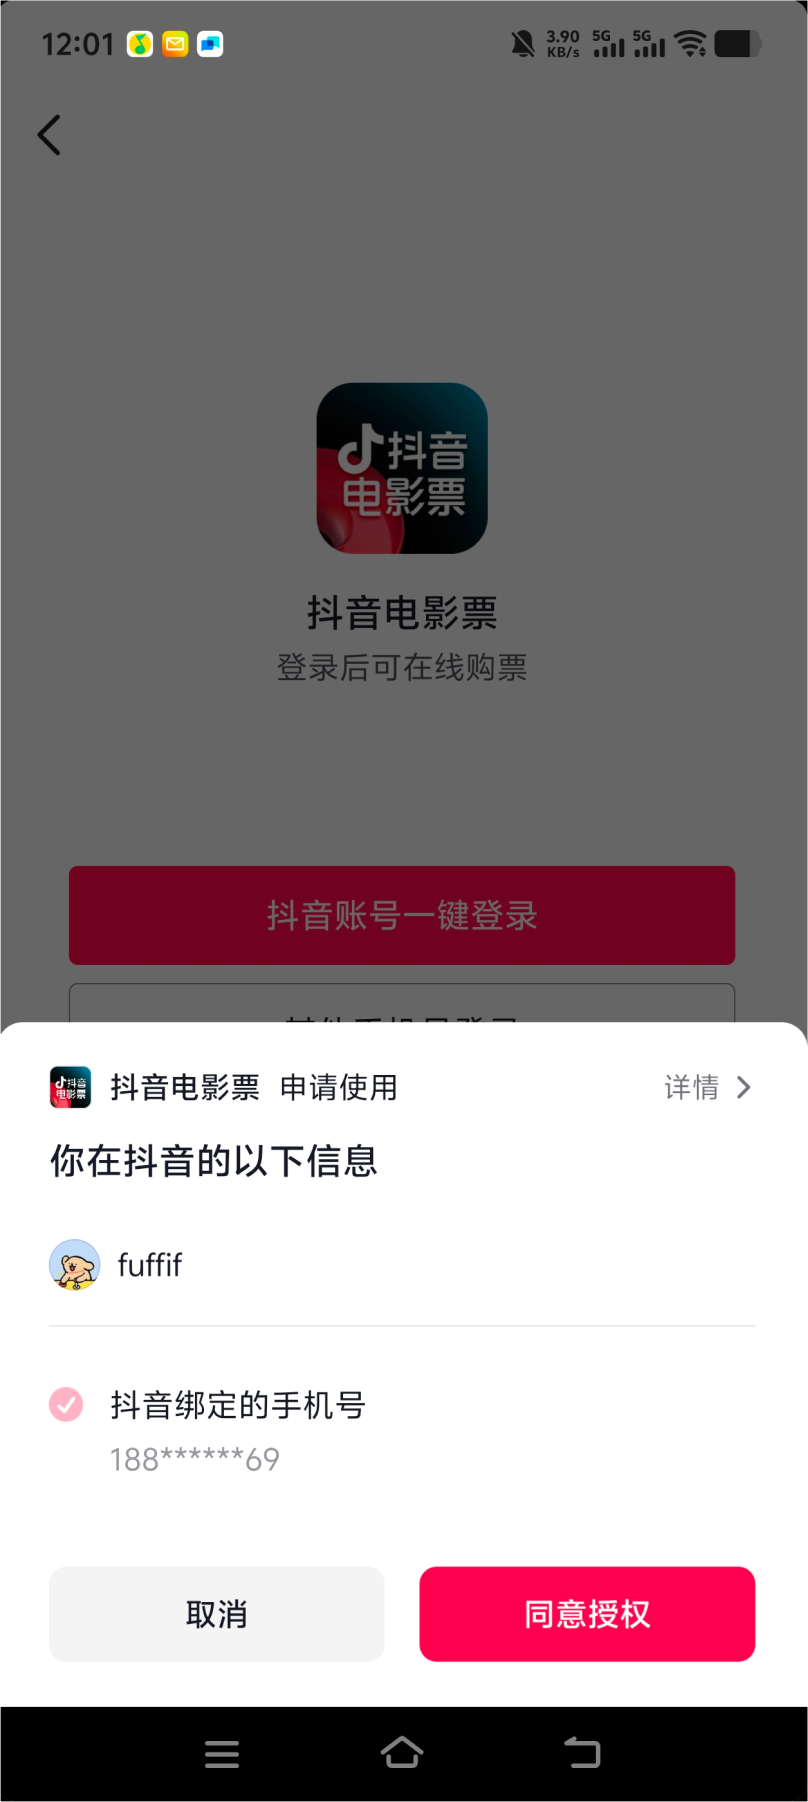 12:01
3.90 KB/s 5G 5G
抖音
电影票
抖音电影票
登录后可在线购票
抖音账号一键登录
抖音
电影票
抖音电影票 申请使用 详情
你在抖音的以下信息
fuffif
抖音绑定的手机号
188******69
取消 同意授权